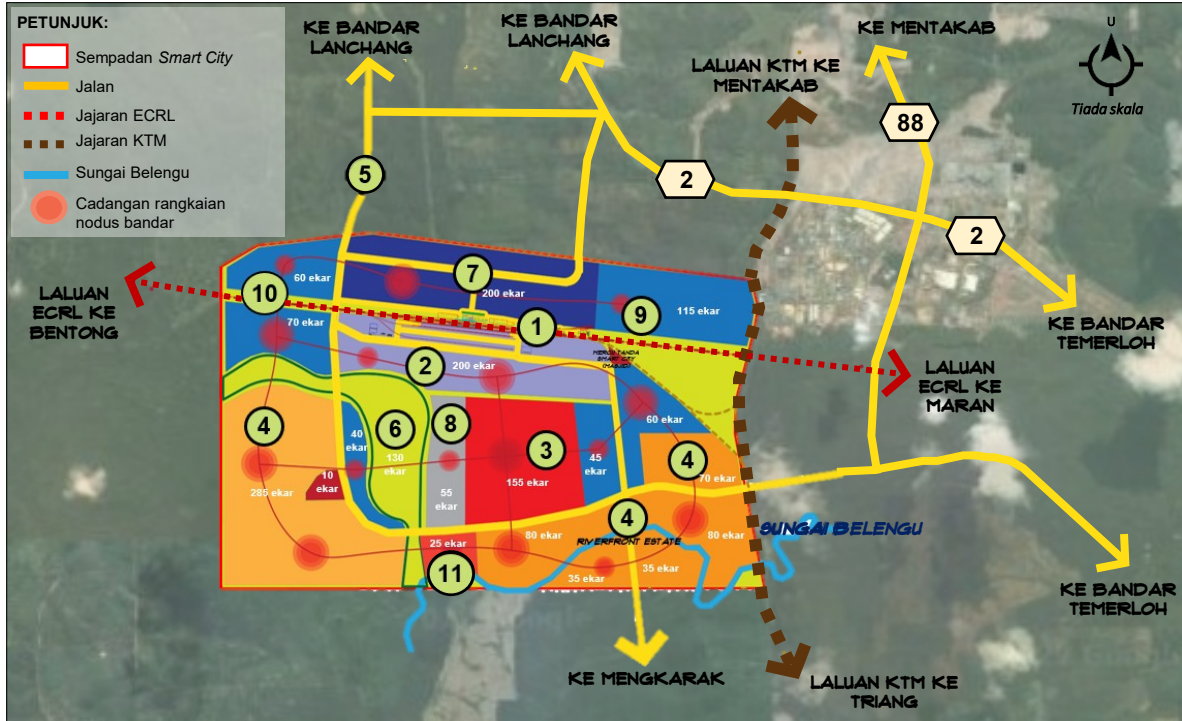 PETUNJUK:
Sempadan Smart City
Jalan
Jajaran ECRL
Jajaran KTM
Sungai Belengu
Cadangan rangkaian
nodus bandar
KE BANDAR
LANCHANG
KE BANDAR
LANCHANG
LALUAN KTM KE
MENTAKAB
KE MENTAKAB
U
Tiada skala
88
2
2
5
7
10
9
1
2
4
6
8
3
4
4
11
60 ekar
200 ekar
115 ekar
70 ekar
MERCU TANDA
SMART CITY
(MASJID)
200 ekar
60 ekar
40
ekar
130
ekar
10
ekar
285 ekar
55
ekar
155 ekar
45
ekar
70 ekar
25 ekar
80 ekar
RIVERFRONT ESTATE
80 ekar
35 ekar
35 ekar
LALUAN
ECRL KE
BENTONG
KE BANDAR
TEMERLOH
LALUAN
ECRL KE
MARAN
SUNGAI BELENGU
KE BANDAR
TEMERLOH
KE MENGKARAK
LALUAN KTM KE
TRIANG